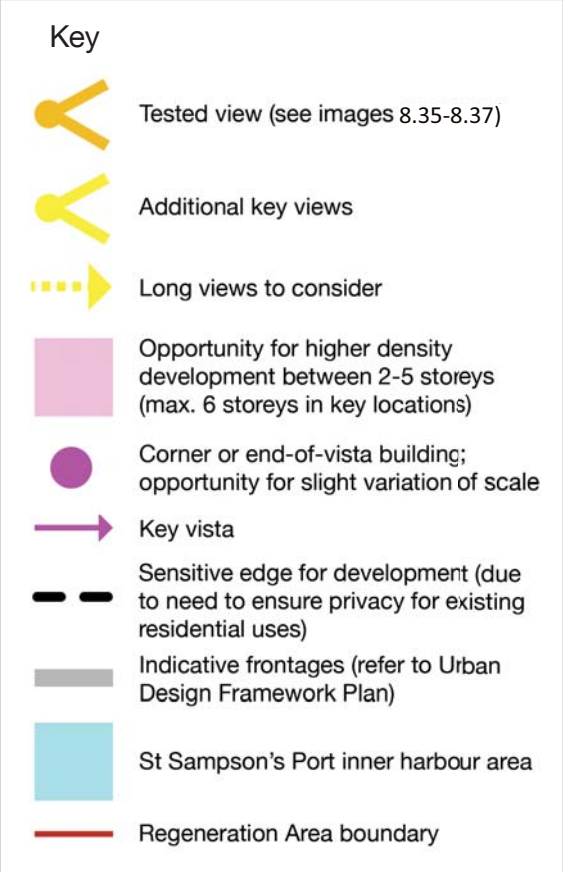 Key
Tested view (see images 8.35-8.37)
Additional key views
Long views to consider
Opportunity for higher density
development between 2-5 storeys
(max. 6 storeys in key locations)
Corner or end-of-vista building;
opportunity for slight variation of scale
Key vista
Sensitive edge for development (due
to need to ensure privacy for existing
residential uses)
Indicative frontages (refer to Urban
Design Framework Plan)
St Sampson’s Port inner harbour area
Regeneration Area boundary